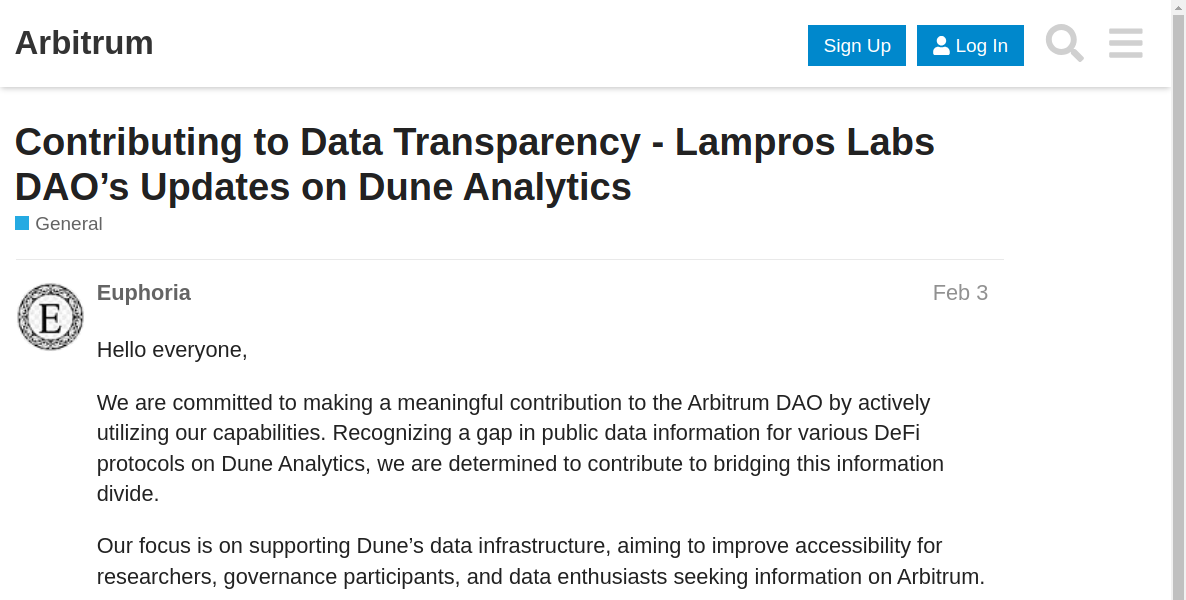 Arbitrum
Sign Up
Log In
Contributing to Data Transparency - Lampros Labs
DAO’s Updates on Dune Analytics
General
E
Euphoria
Feb 3
Hello everyone,
We are committed to making a meaningful contribution to the Arbitrum DAO by actively
utilizing our capabilities. Recognizing a gap in public data information for various DeFi
protocols on Dune Analytics, we are determined to contribute to bridging this information
divide.
Our focus is on supporting Dune’s data infrastructure, aiming to improve accessibility for
researchers, governance participants, and data enthusiasts seeking information on Arbitrum.